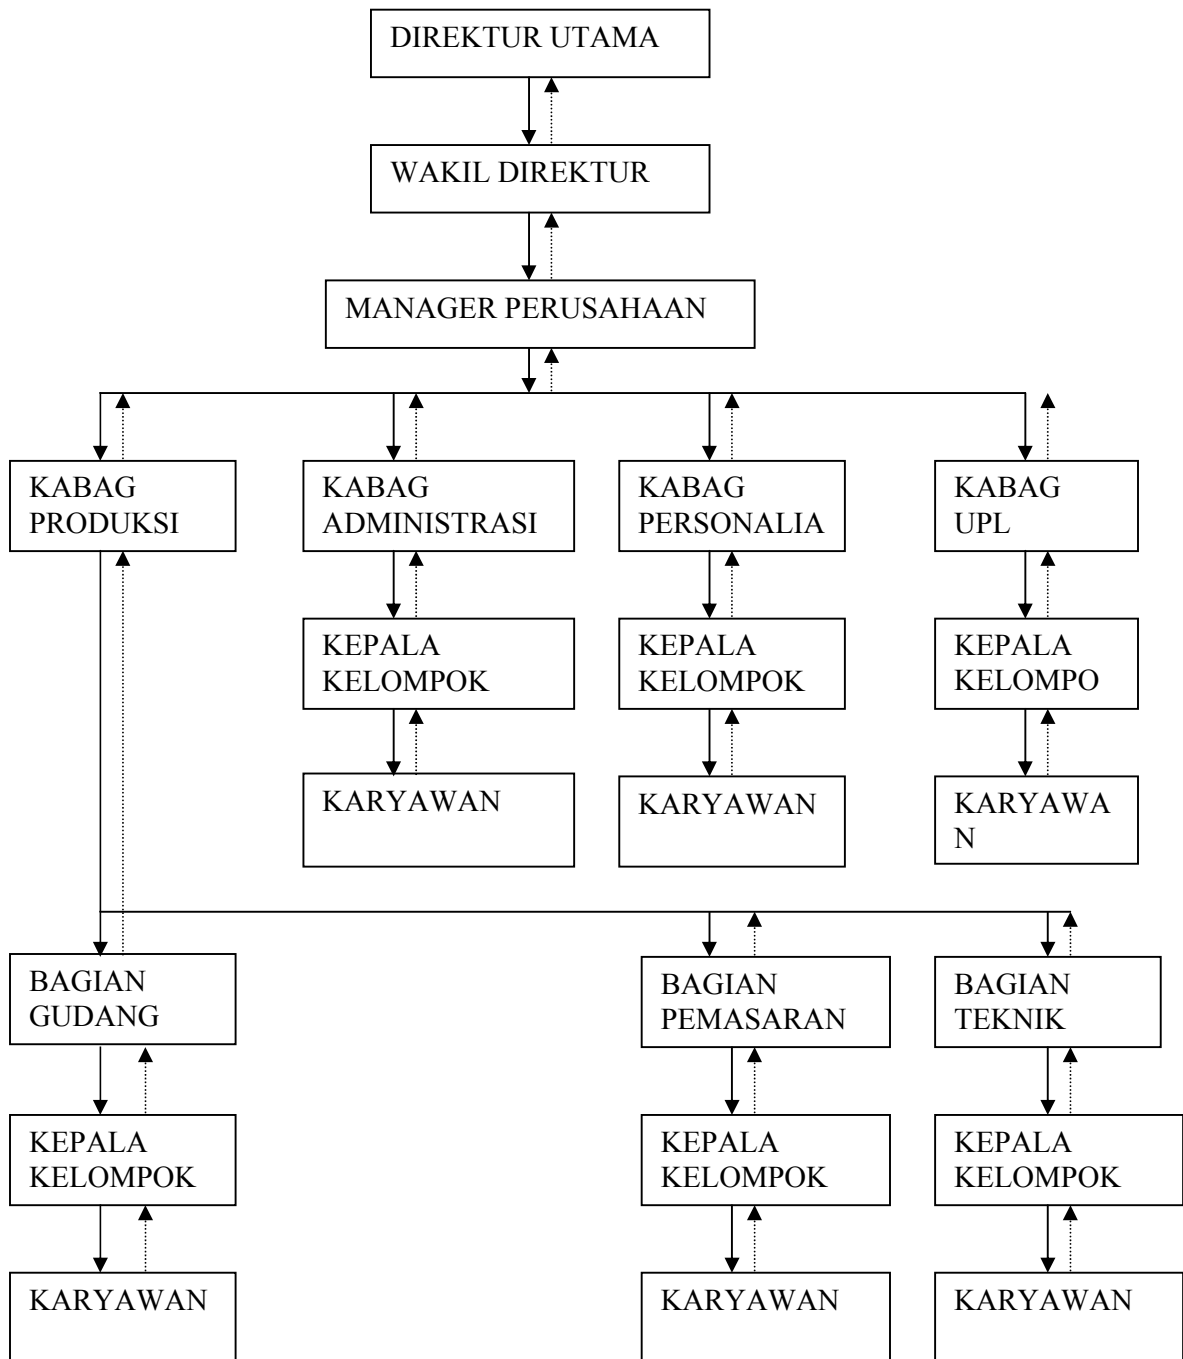 DIREKTUR UTAMA
WAKIL DIREKTUR
MANAGER PERUSAHAAN
KABAG
PRODUKSI
KABAG
ADMINISTRASI
KABAG
PERSONALIA
KABAG
UPL
KEPALA
KELOMPOK
KEPALA
KELOMPOK
KEPALA
KELOMPO
KARYAWAN
KARYAWAN
KARYAWA
N
BAGIAN
GUDANG
BAGIAN
PEMASARAN
BAGIAN
TEKNIK
KEPALA
KELOMPOK
KEPALA
KELOMPOK
KEPALA
KELOMPOK
KARYAWAN
KARYAWAN
KARYAWAN